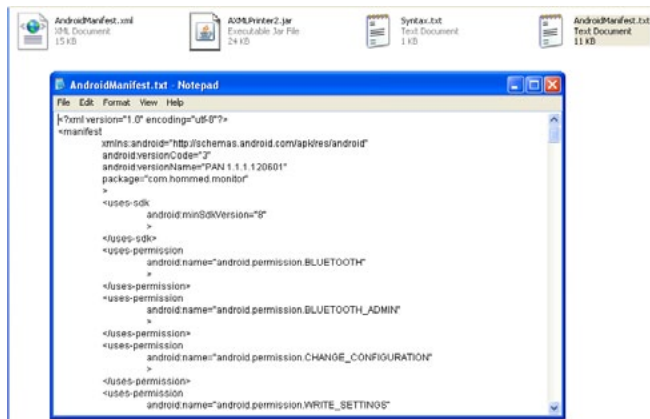 AndroidManifest.xml
XML Document
15 KB
AXMLPrinter2.jar
Executable Jar File
24 KB
Syntax.txt
Text Document
1 KB
AndroidManifest.txt
Text Document
11 KB
AndroidManifest.txt - Notepad
File Edit Format View Help
<?xml version="1.0" encoding="utf-8"?>
<manifest
xmlns:android="http://schemas.android.com/apk/res/android"
android:versionCode="3"
android:versionName="PAN 1.1.1.120601"
package="com.hommed.monitor"
>
<uses-sdk
android:minSdkVersion="8"
>
</uses-sdk>
<uses-permission
android:name="android.permission.BLUETOOTH"
>
</uses-permission>
<uses-permission
android:name="android.permission.BLUETOOTH_ADMIN"
>
</uses-permission>
<uses-permission
android:name="android.permission.CHANGE_CONFIGURATION"
>
</uses-permission>
<uses-permission
android:name="android.permission.WRITE_SETTINGS"